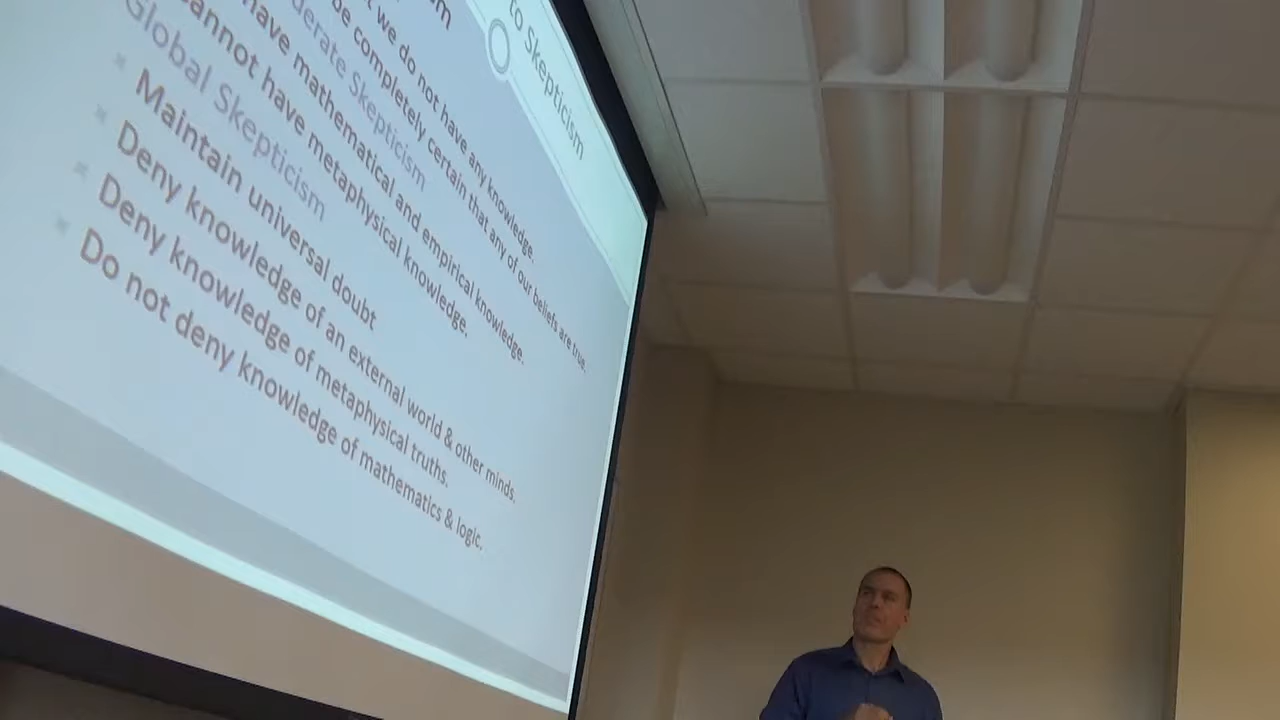 to Skepticism
we do not have any knowledge.
be completely certain that any of our beliefs are true.
Skepticism
have mathematical and empirical knowledge.
cannot have metaphysical knowledge.
Global Skepticism
Maintain universal doubt
Deny knowledge of an external world & other minds.
Deny knowledge of metaphysical truths.
Do not deny knowledge of mathematics & logic.